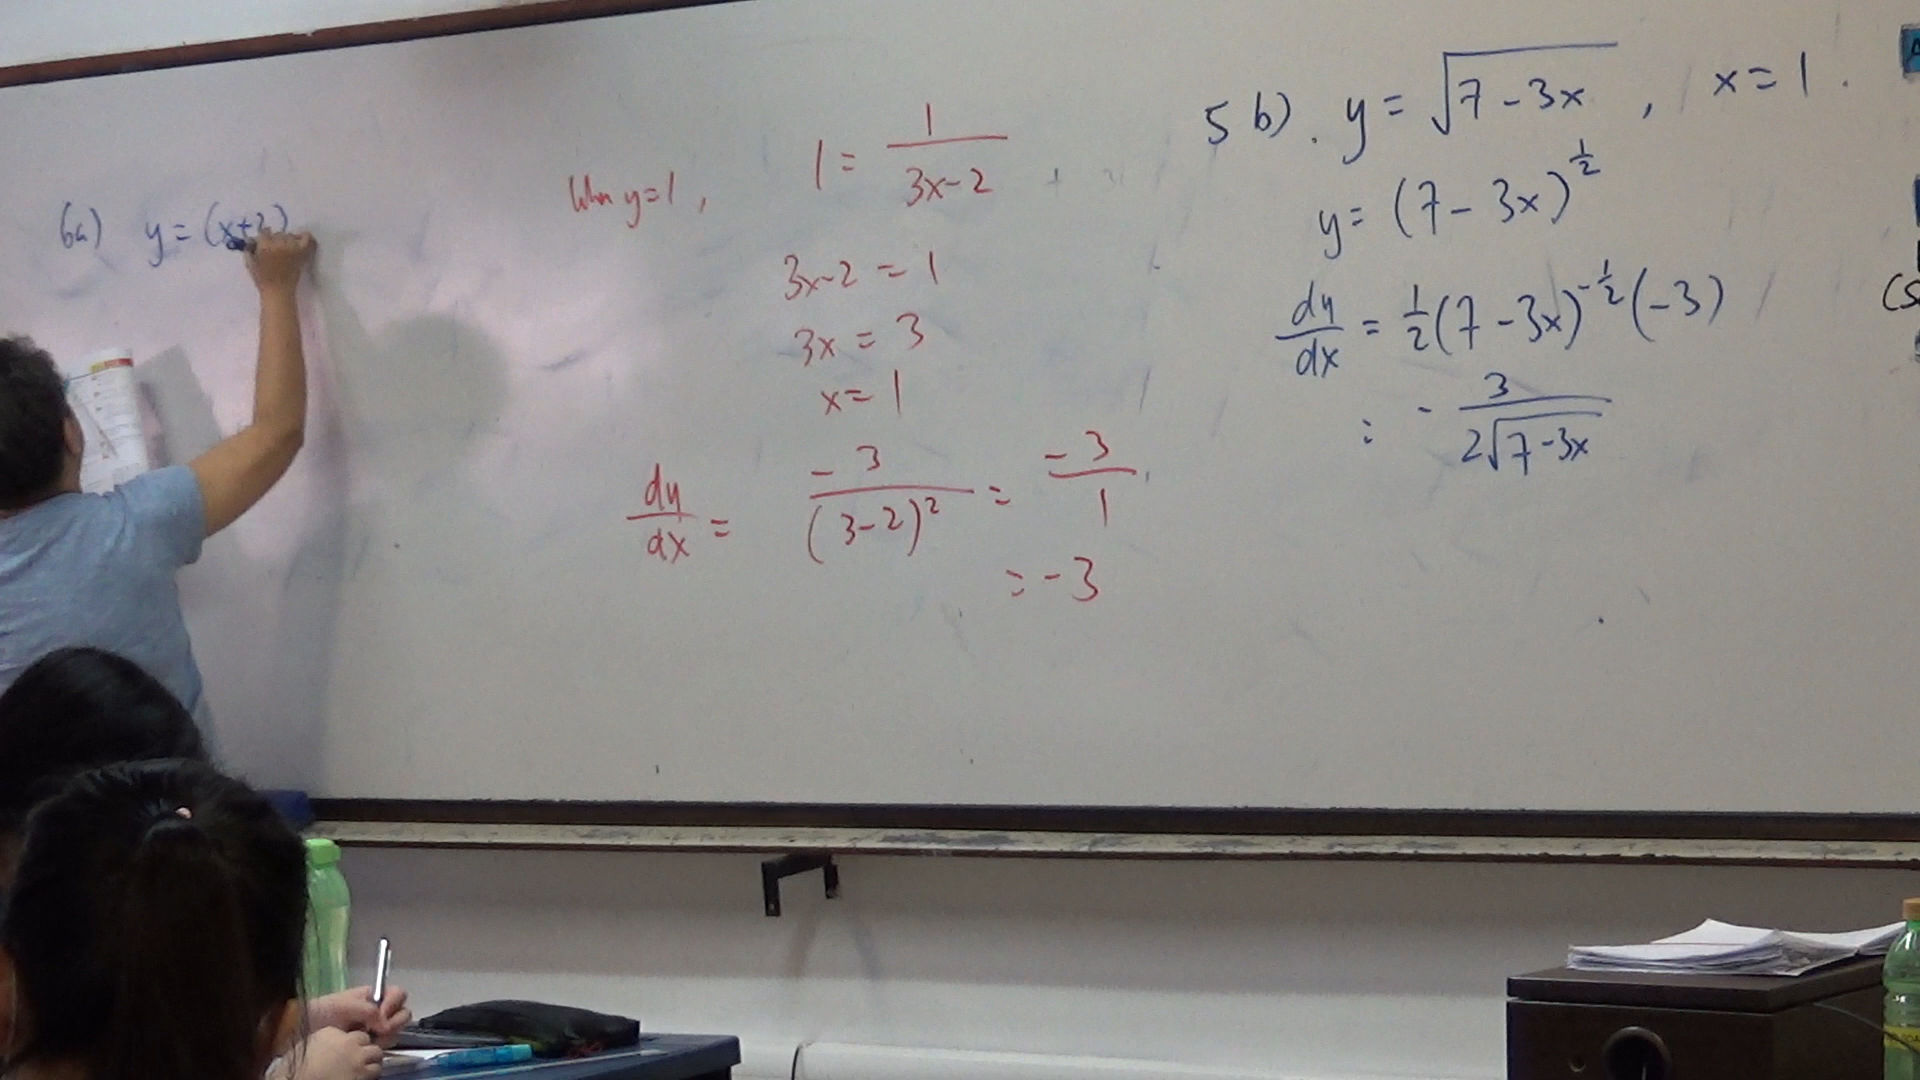 6a) y = (x+2)
When y=1, 1 = 1/(3x-2)
3x-2 = 1
3x = 3
x = 1
dy/dx = -3/(3-2)² = -3/1
= -3
5 b). y = √(7-3x) , x = 1.
y = (7-3x)^(1/2)
dy/dx = 1/2(7-3x)^(-1/2)(-3)
= - 3/(2√(7-3x))